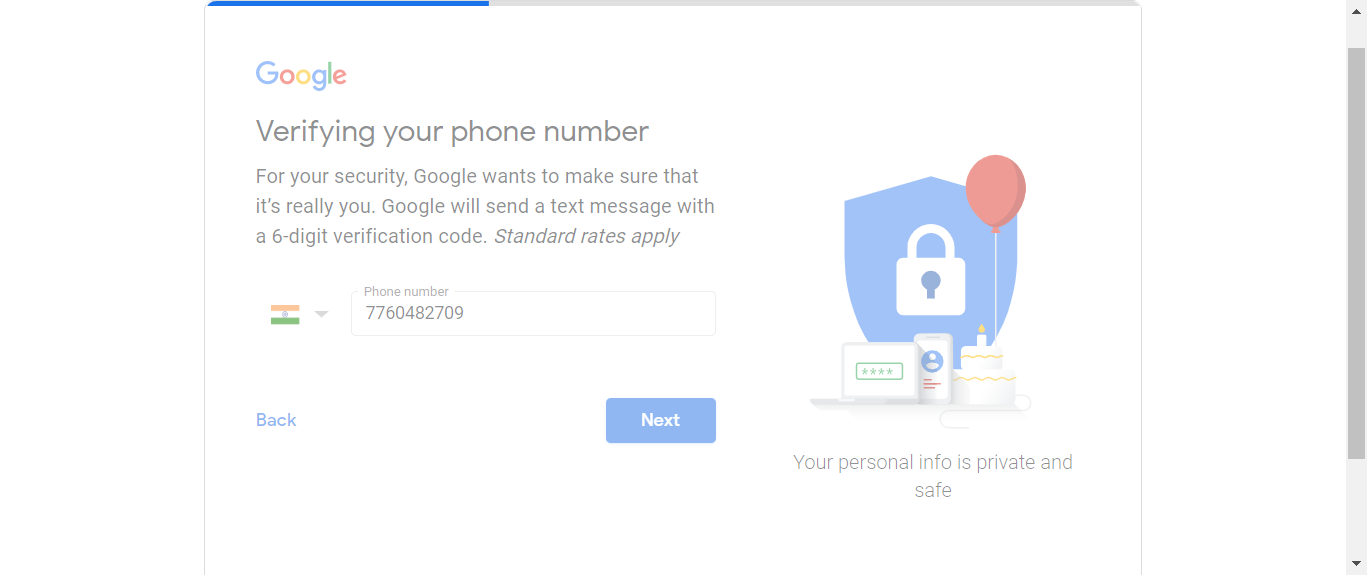 Google
Verifying your phone number
For your security, Google wants to make sure that
it’s really you. Google will send a text message with
a 6-digit verification code. Standard rates apply
Phone number
7760482709
Back
Next
****
Your personal info is private and
safe